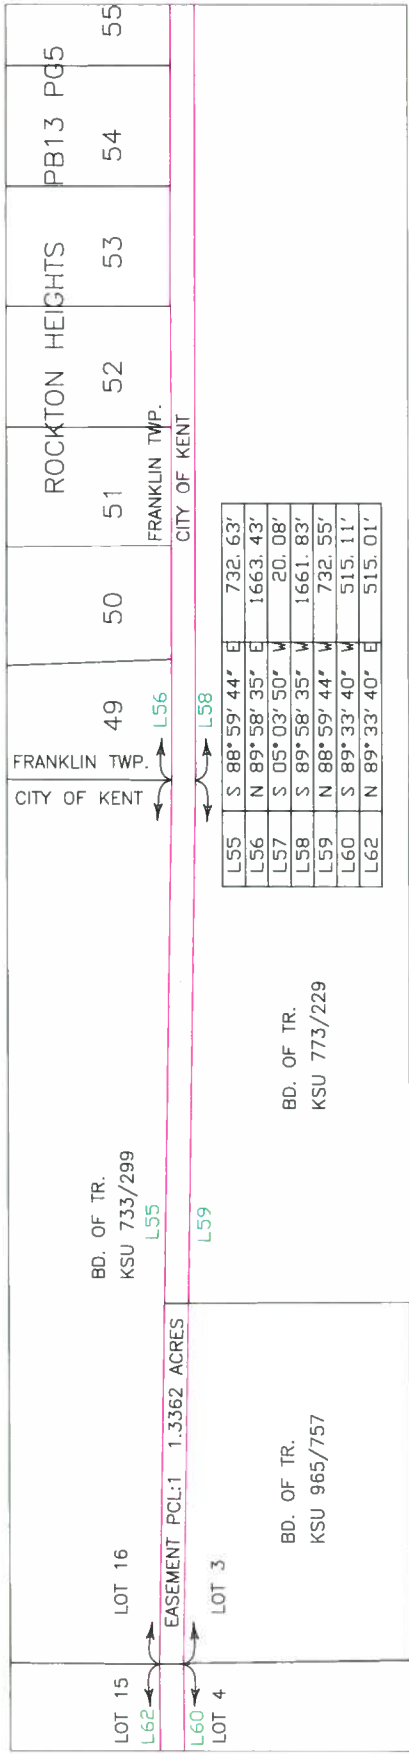 ROCKTON HEIGHTS PB13 PG5
49
50
51
52
53
54
55
FRANKLIN TWP.
CITY OF KENT
FRANKLIN TWP.
CITY OF KENT
L56
L58
BD. OF TR.
KSU 733/299
L55
L59
LOT 15
LOT 16
L62
EASEMENT PCL:1 1.3362 ACRES
L60
LOT 4
LOT 3
BD. OF TR.
KSU 965/757
BD. OF TR.
KSU 773/229
L55 S 88° 59' 44" E 732. 63'
L56 N 89° 58' 35" E 1663. 43'
L57 S 05° 03' 50" W 20. 08'
L58 S 89° 58' 35" W 1661. 83'
L59 N 88° 59' 44" W 732. 55'
L60 S 89° 33' 40" W 515. 11'
L62 N 89° 33' 40" E 515. 01'